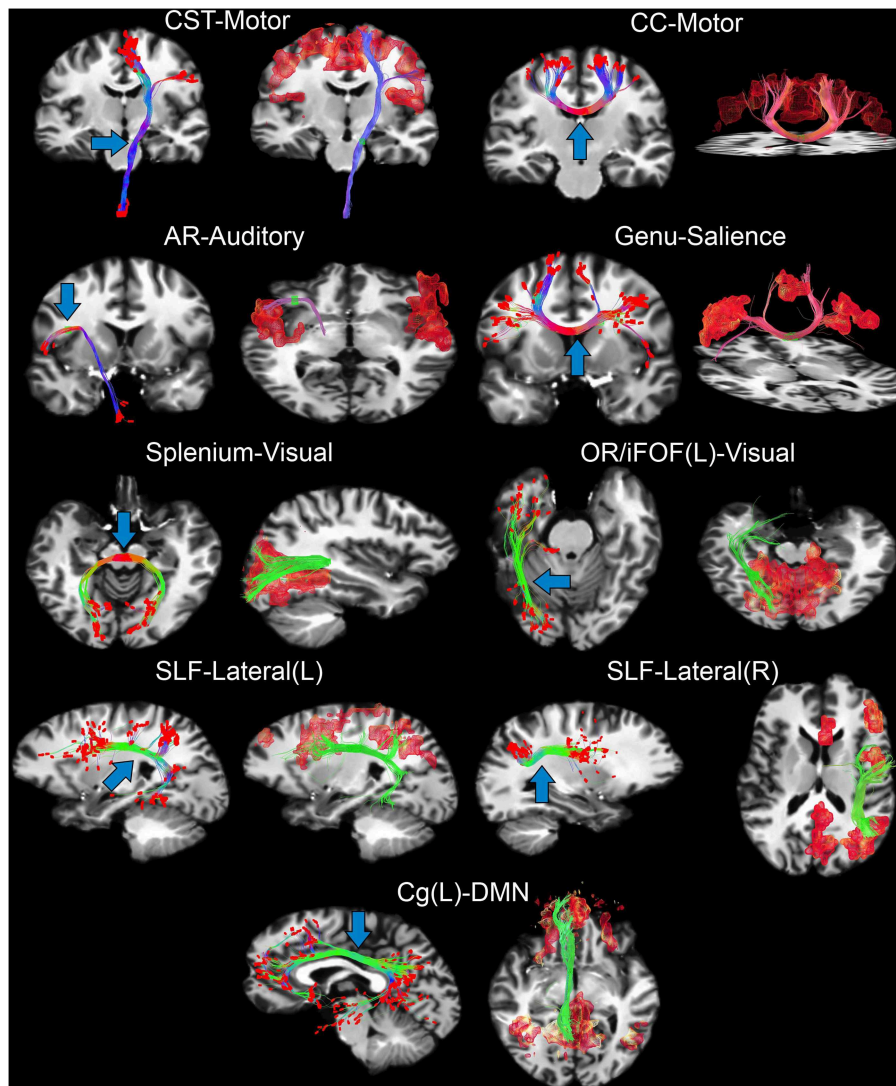 CST-Motor
CC-Motor
AR-Auditory
Genu-Salience
Splenium-Visual
OR/iFOF(L)-Visual
SLF-Lateral(L)
SLF-Lateral(R)
Cg(L)-DMN